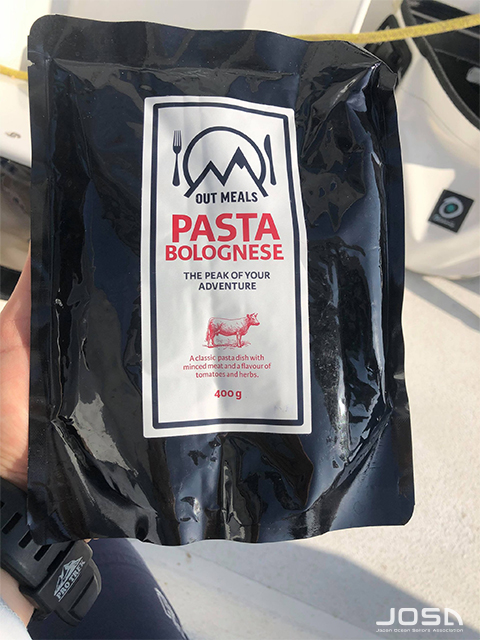 OUT MEALS
PASTA
BOLOGNESE
THE PEAK OF YOUR
ADVENTURE
A classic pasta dish with
minced meat and a flavour of
tomatoes and herbs.
400 g
PRO TREK
JOSA
Japan Ocean Sailors Association